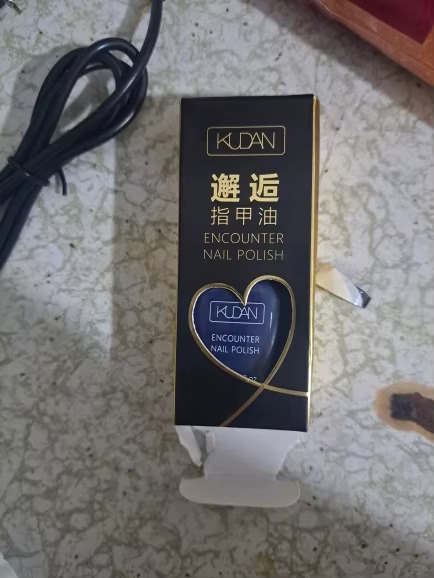 KUDAN
邂逅
指甲油
ENCOUNTER
NAIL POLISH
KUDAN
ENCOUNTER
NAIL POLISH